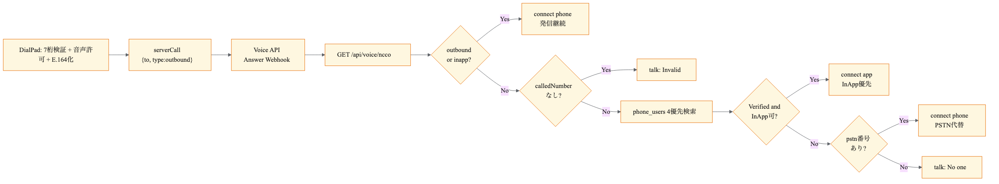 DialPad: 7桁検証 + 音声許
可 + E.164化
serverCall
{to, type:outbound}
Voice API
Answer Webhook
GET /api/voice/ncco
outbound
or inapp?
Yes
connect phone
発信継続
No
calledNumber
なし?
Yes
talk: Invalid
No
phone_users 4優先検索
Verified and
InApp可?
Yes
connect app
InApp優先
No
pstn番号
あり?
Yes
connect phone
PSTN代替
No
talk: No one